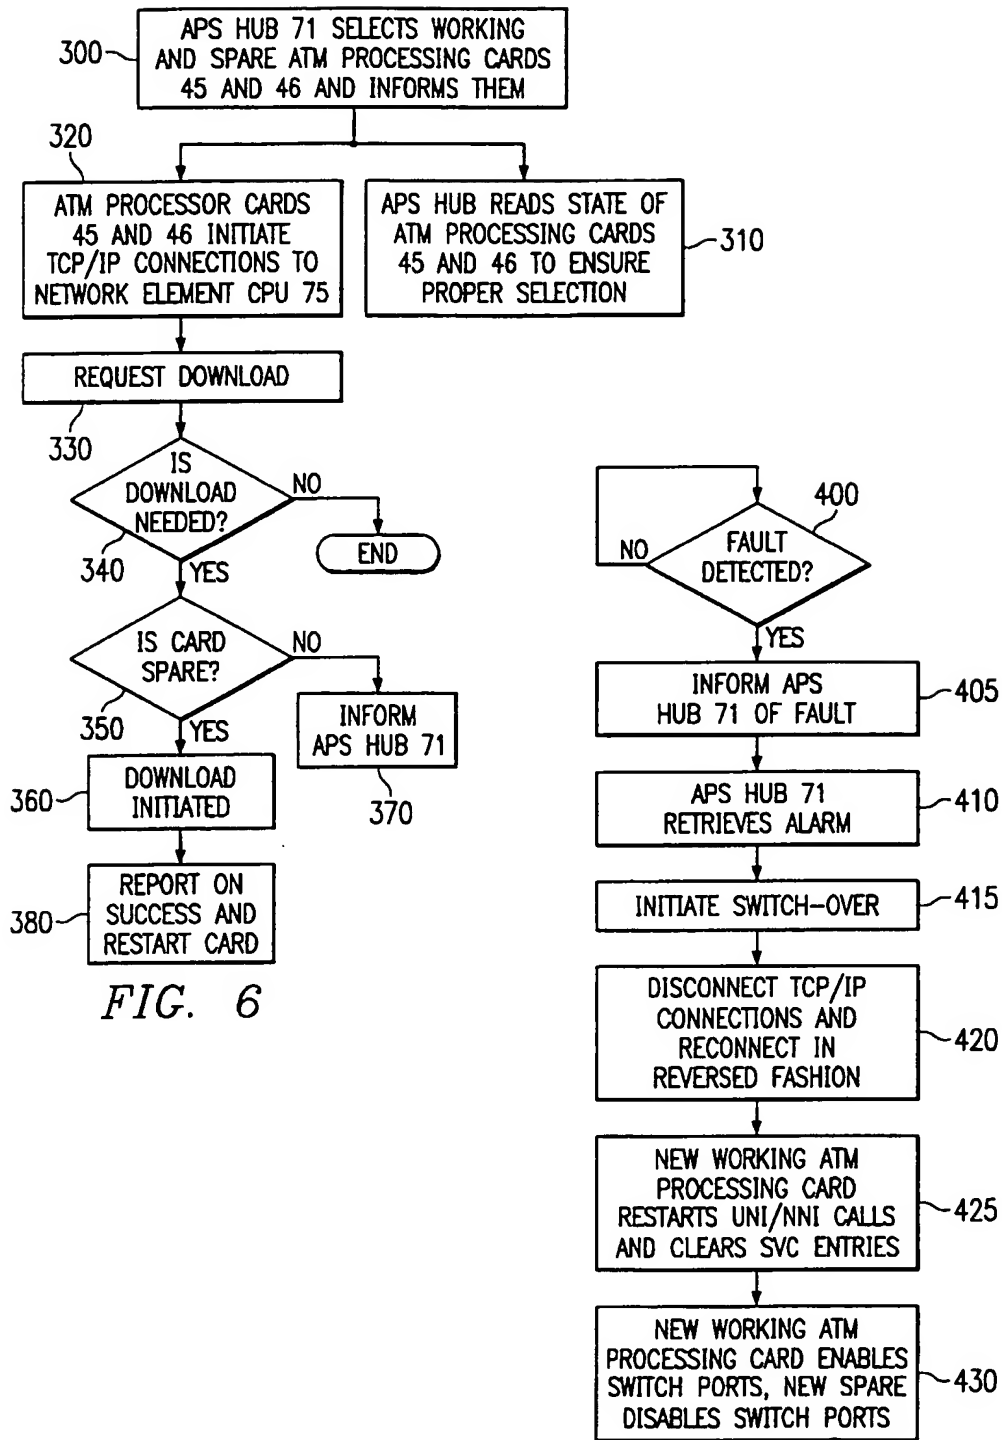 300
APS HUB 71 SELECTS WORKING
AND SPARE ATM PROCESSING CARDS
45 AND 46 AND INFORMS THEM
320
ATM PROCESSOR CARDS
45 AND 46 INITIATE
TCP/IP CONNECTIONS TO
NETWORK ELEMENT CPU 75
APS HUB READS STATE OF
ATM PROCESSING CARDS
45 AND 46 TO ENSURE
PROPER SELECTION
310
REQUEST DOWNLOAD
330
IS
DOWNLOAD
NEEDED?
NO
END
340
YES
IS CARD
SPARE?
NO
350
YES
INFORM
APS HUB 71
370
360
DOWNLOAD
INITIATED
380
REPORT ON
SUCCESS AND
RESTART CARD
FIG. 6
400
FAULT
DETECTED?
NO
YES
INFORM APS
HUB 71 OF FAULT
405
APS HUB 71
RETRIEVES ALARM
410
INITIATE SWITCH-OVER
415
DISCONNECT TCP/IP
CONNECTIONS AND
RECONNECT IN
REVERSED FASHION
420
NEW WORKING ATM
PROCESSING CARD
RESTARTS UNI/NNI CALLS
AND CLEARS SVC ENTRIES
425
NEW WORKING ATM
PROCESSING CARD ENABLES
SWITCH PORTS, NEW SPARE
DISABLES SWITCH PORTS
430